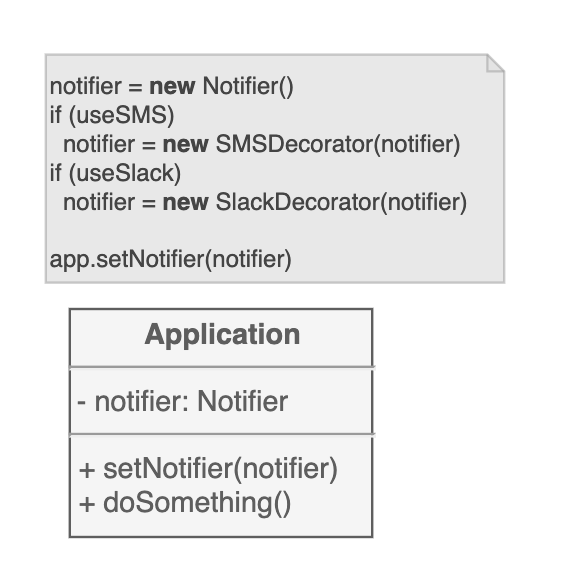 notifier = new Notifier()
if (useSMS)
  notifier = new SMSDecorator(notifier)
if (useSlack)
  notifier = new SlackDecorator(notifier)
app.setNotifier(notifier)
Application
- notifier: Notifier
+ setNotifier(notifier)
+ doSomething()